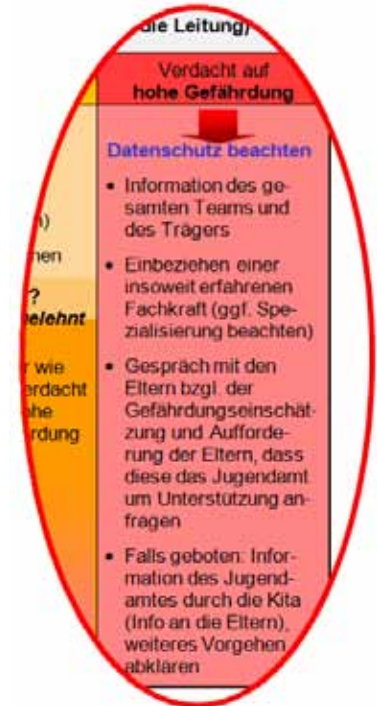 die Leitung)
Verdacht auf
hohe Gefährdung
Datenschutz beachten
• Information des ge-
samten Teams und
des Trägers
• Einbeziehen einer
insoweit erfahrenen
Fachkraft (ggf. Spe-
zialisierung beachten)
• Gespräch mit den
Eltern bzgl. der
Gefährdungseinschät-
zung und Aufforde-
rung der Eltern, dass
diese das Jugendamt
um Unterstützung an-
fragen
• Falls geboten: Infor-
mation des Jugend-
amtes durch die Kita
(Info an die Eltern),
weiteres Vorgehen
abklären
?
wie